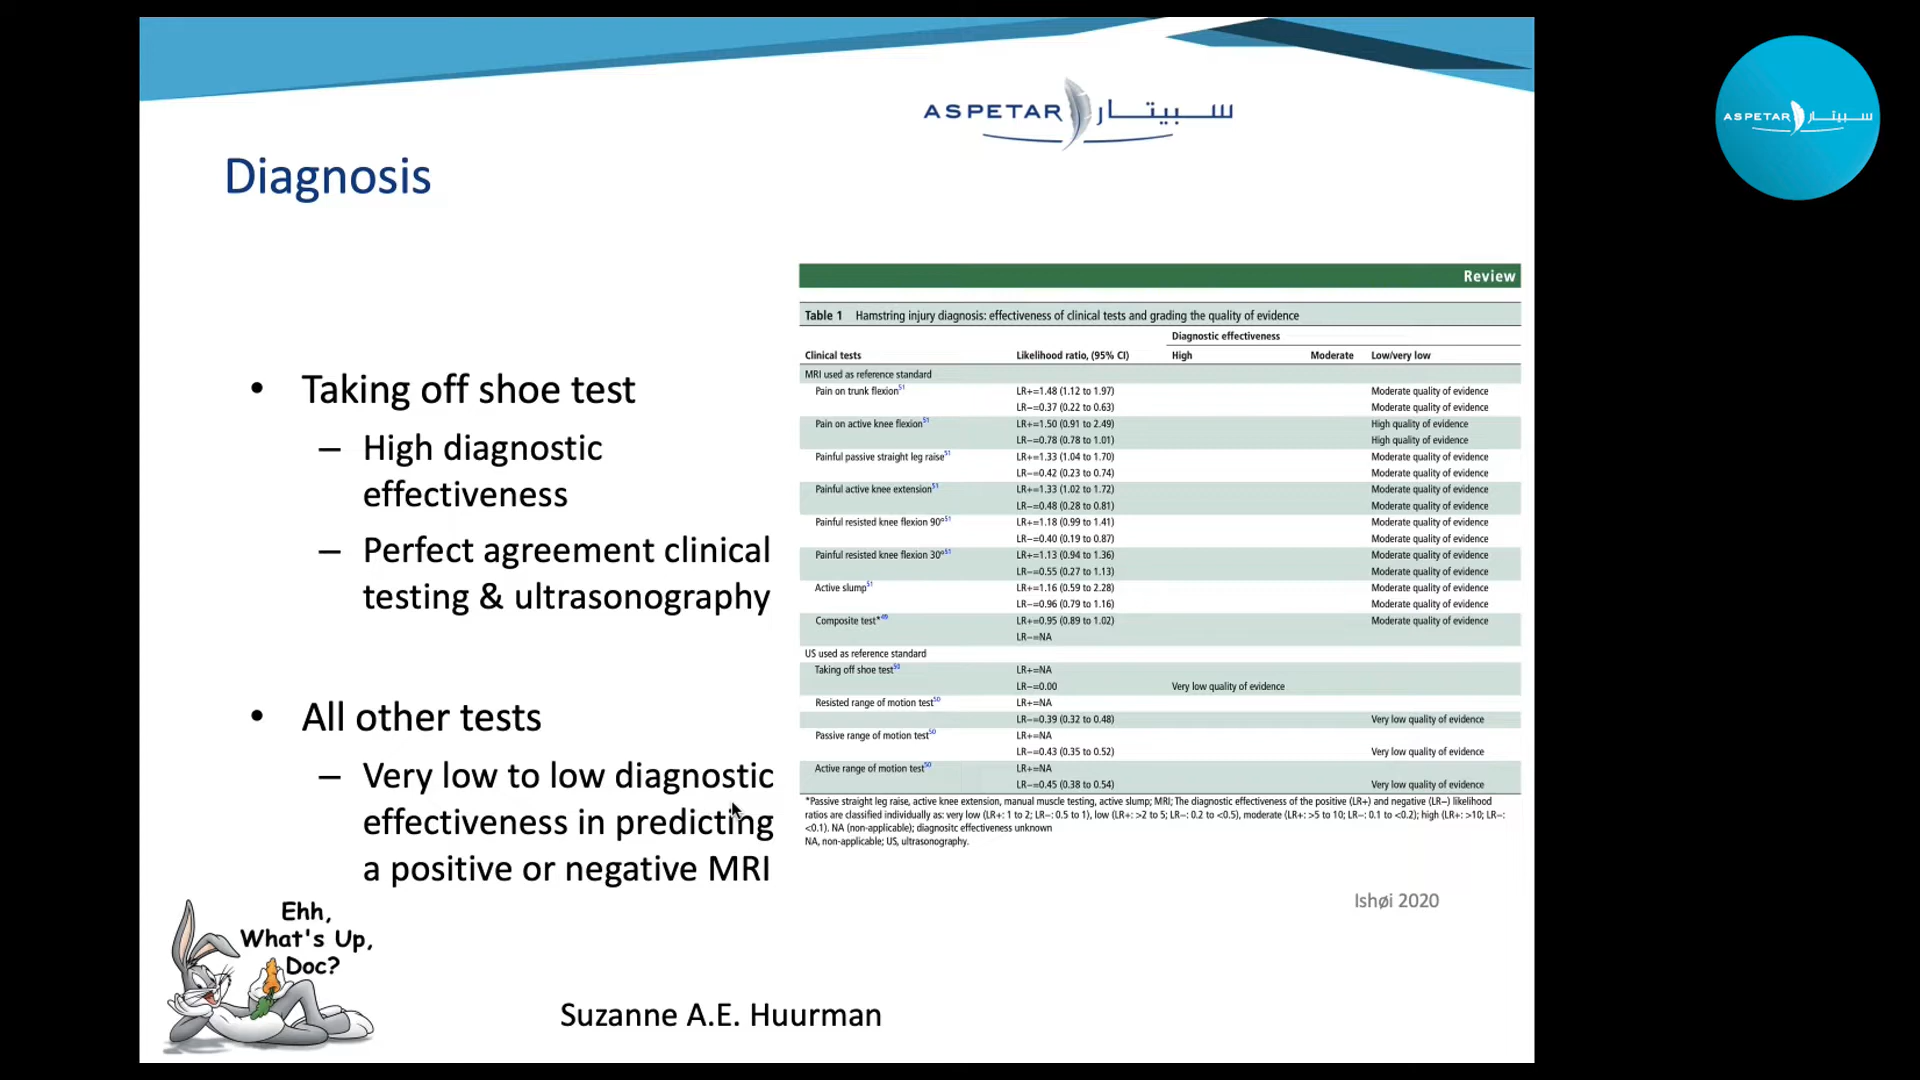 ASPETAR سبيتار
ASPETAR سبيتار
Diagnosis
• Taking off shoe test
– High diagnostic
effectiveness
– Perfect agreement clinical
testing & ultrasonography
• All other tests
– Very low to low diagnostic
effectiveness in predicting
a positive or negative MRI
Review
Table 1 Hamstring injury diagnosis: effectiveness of clinical tests and grading the quality of evidence
Diagnostic effectiveness
Clinical tests Likelihood ratio, (95% CI) High Moderate Low/very low
MRI used as reference standard
Pain on trunk flexion51 LR+=1.48 (1.12 to 1.97) Moderate quality of evidence
LR−=0.37 (0.22 to 0.63) Moderate quality of evidence
Pain on active knee flexion51 LR+=1.50 (0.91 to 2.49) High quality of evidence
LR−=0.78 (0.78 to 1.01) High quality of evidence
Painful passive straight leg raise51 LR+=1.33 (1.04 to 1.70) Moderate quality of evidence
LR−=0.42 (0.23 to 0.74) Moderate quality of evidence
Painful active knee extension51 LR+=1.33 (1.02 to 1.72) Moderate quality of evidence
LR−=0.48 (0.28 to 0.81) Moderate quality of evidence
Painful resisted knee flexion 90°51 LR+=1.18 (0.99 to 1.41) Moderate quality of evidence
LR−=0.40 (0.19 to 0.87) Moderate quality of evidence
Painful resisted knee flexion 30°51 LR+=1.13 (0.94 to 1.36) Moderate quality of evidence
LR−=0.55 (0.27 to 1.13) Moderate quality of evidence
Active slump51 LR+=1.16 (0.59 to 2.28) Moderate quality of evidence
LR−=0.96 (0.79 to 1.16) Moderate quality of evidence
Composite test*49 LR+=0.95 (0.89 to 1.02) Moderate quality of evidence
LR−=NA
US used as reference standard
Taking off shoe test50 LR+=NA
LR−=0.00 Very low quality of evidence
Resisted range of motion test50 LR+=NA
LR−=0.39 (0.32 to 0.48) Very low quality of evidence
Passive range of motion test50 LR+=NA
LR−=0.43 (0.35 to 0.52) Very low quality of evidence
Active range of motion test50 LR+=NA
LR−=0.45 (0.38 to 0.54) Very low quality of evidence
*Passive straight leg raise, active knee extension, manual muscle testing, active slump; MRI; The diagnostic effectiveness of the positive (LR+) and negative (LR−) likelihood
ratios are classified individually as: very low (LR+: 1 to 2; LR−: 0.5 to 1), low (LR+: >2 to 5; LR−: 0.2 to <0.5), moderate (LR+: >5 to 10; LR−: 0.1 to <0.2); high (LR+: >10; LR−:
<0.1). NA (non-applicable); diagnositc effectiveness unknown
NA, non-applicable; US, ultrasonography.
Ishøi 2020
Ehh,
What's Up,
Doc?
Suzanne A.E. Huurman